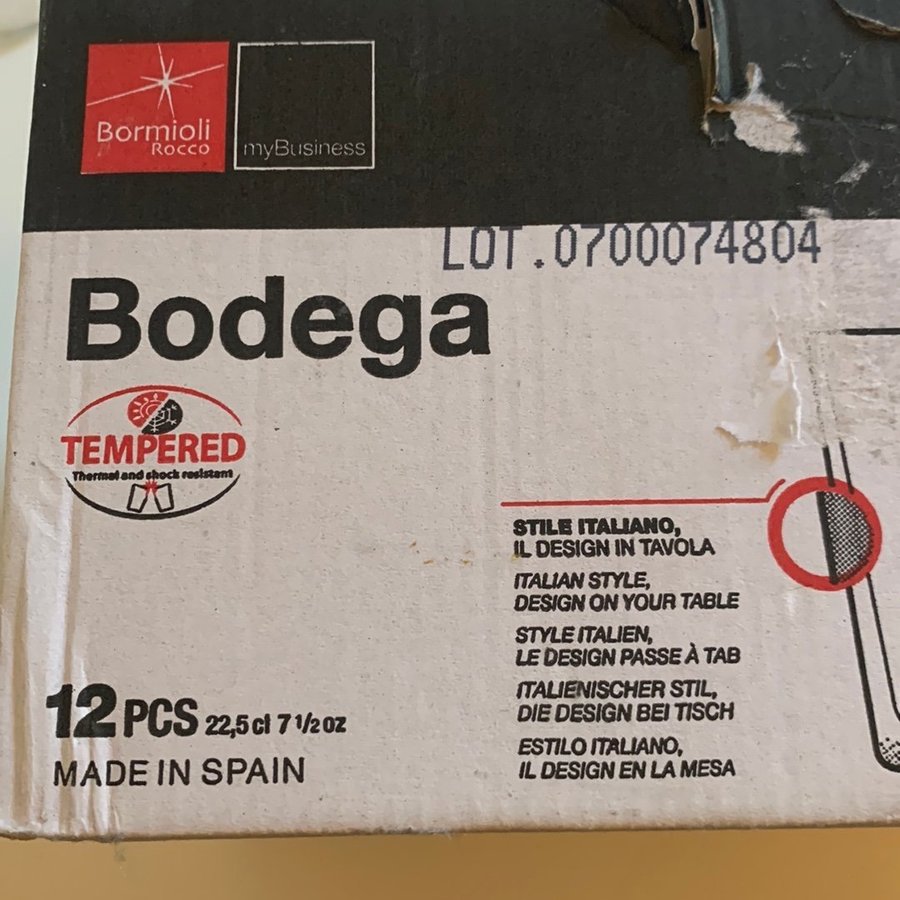 Bormioli
Rocco
myBusiness
LOT.0700074804
Bodega
TEMPERED
Thermal and shock resistant
STILE ITALIANO,
IL DESIGN IN TAVOLA
ITALIAN STYLE,
DESIGN ON YOUR TABLE
STYLE ITALIEN,
LE DESIGN PASSE À TAB
ITALIENISCHER STIL,
DIE DESIGN BEI TISCH
ESTILO ITALIANO,
IL DESIGN EN LA MESA
12 PCS 22,5 cl 7 1/2 oz
MADE IN SPAIN